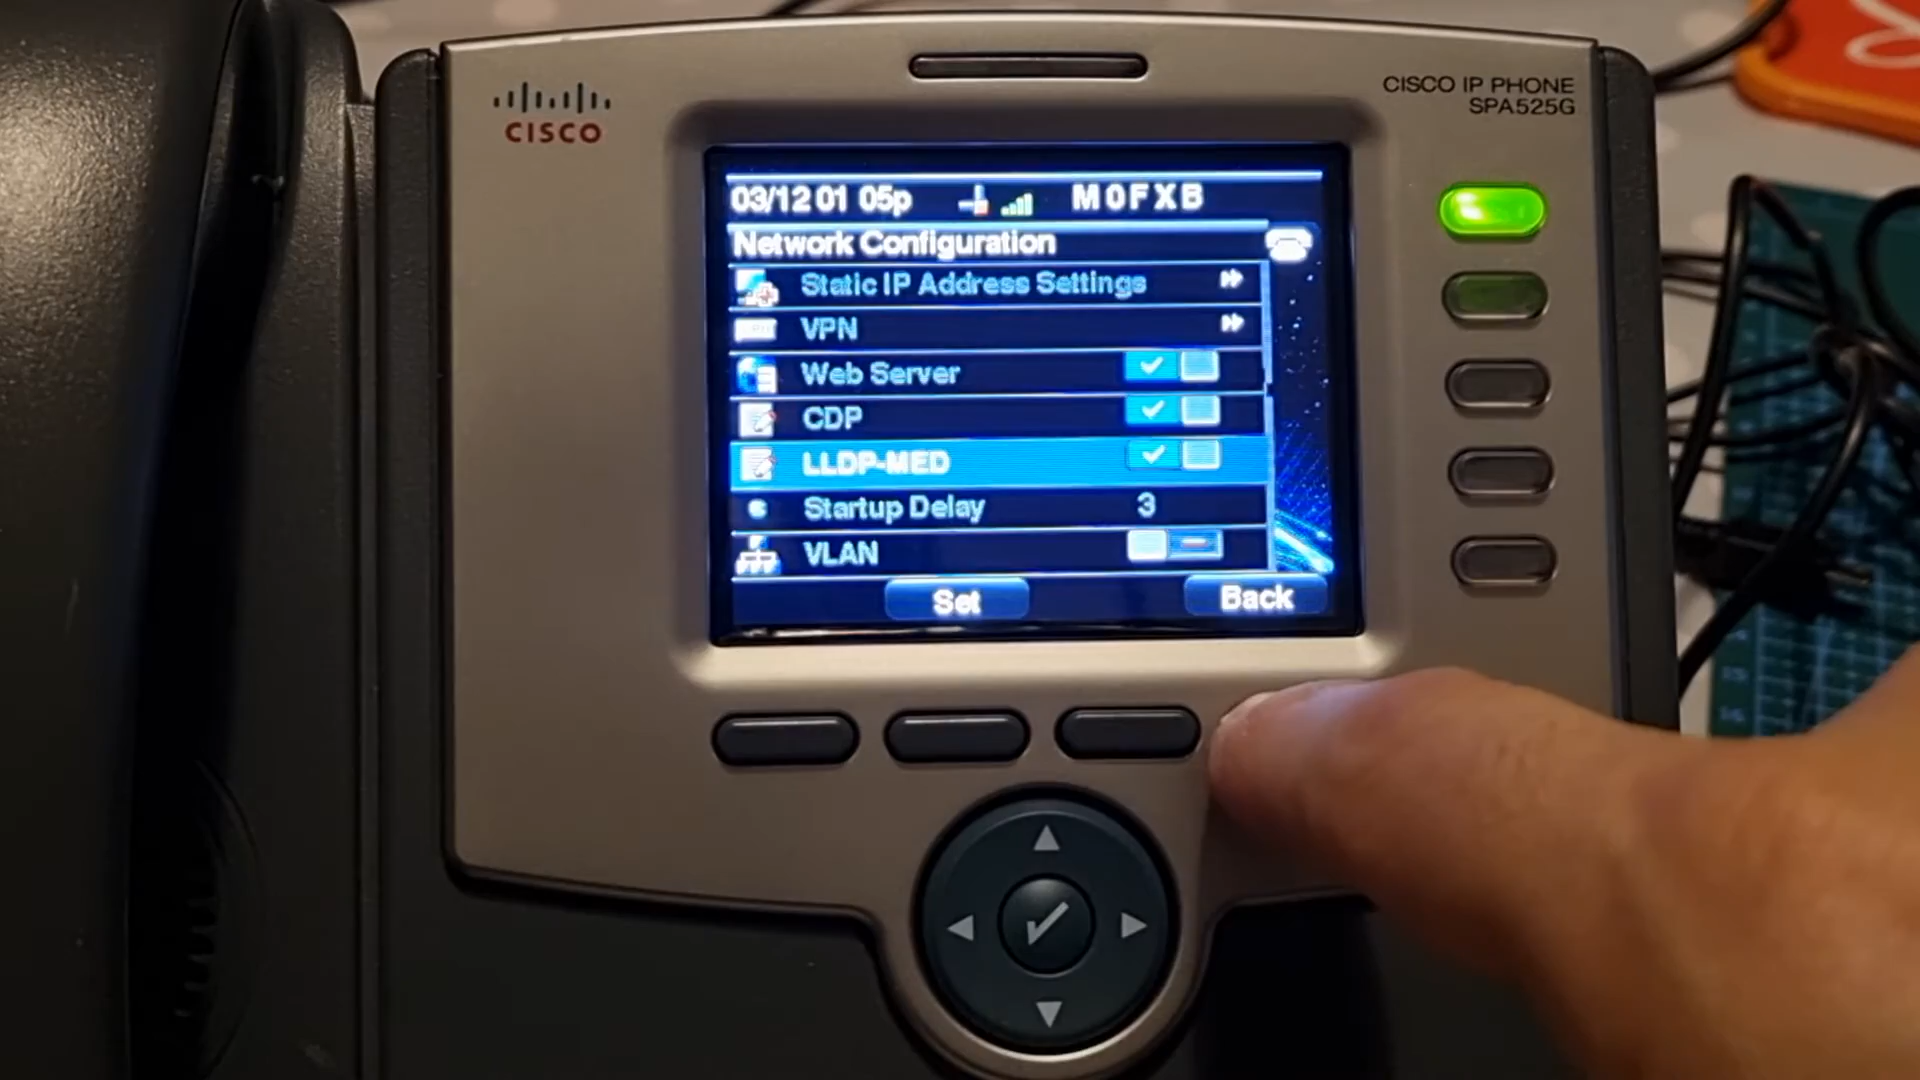 CISCO
CISCO IP PHONE
SPA525G
03/12 01 05p M0FXB
Network Configuration
Static IP Address Settings
VPN
Web Server
CDP
LLDP-MED
Startup Delay 3
VLAN
Set Back